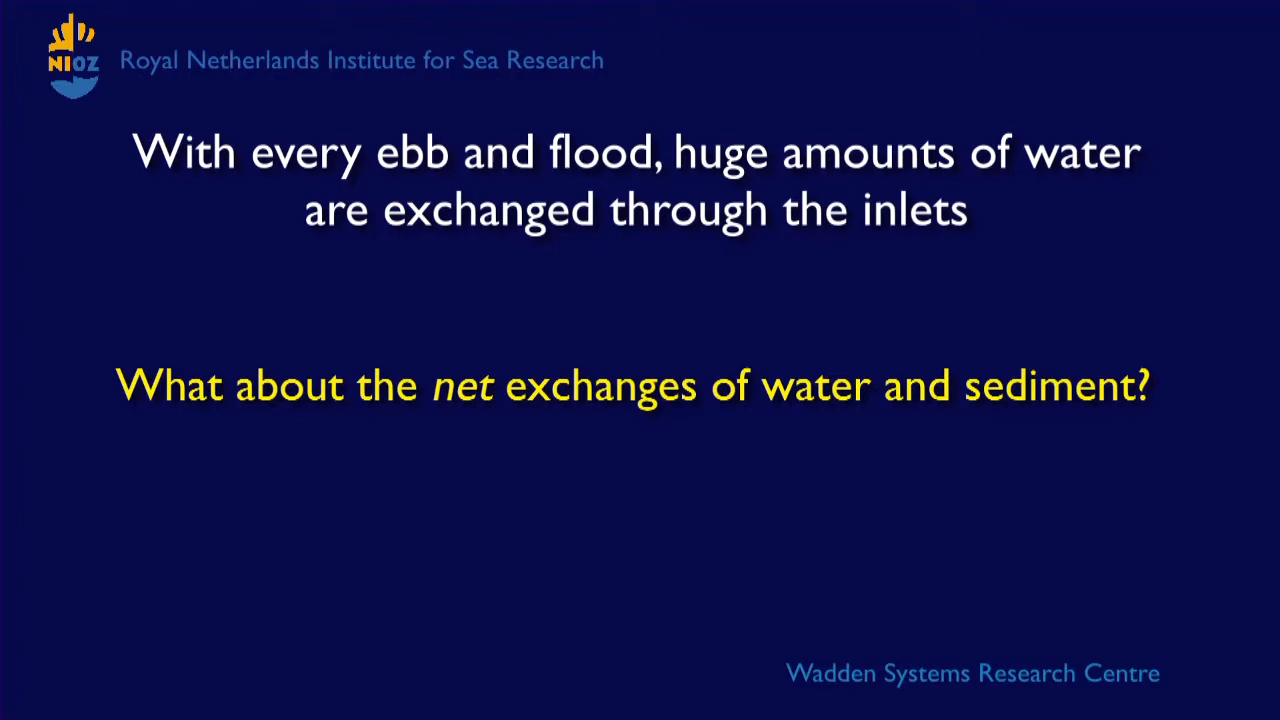 NIOZ
Royal Netherlands Institute for Sea Research
With every ebb and flood, huge amounts of water
are exchanged through the inlets
What about the net exchanges of water and sediment?
Wadden Systems Research Centre